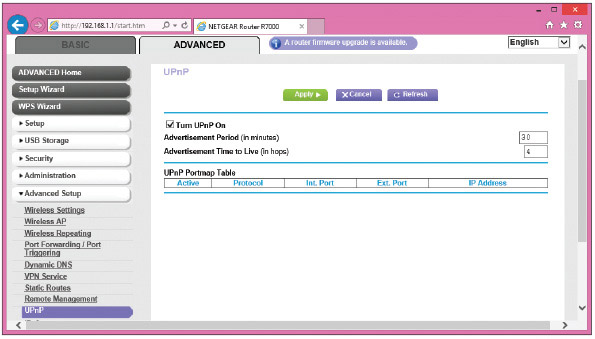 http://192.168.1.1/start.htm
NETGEAR Router R7000
BASIC
ADVANCED
A router firmware upgrade is available.
English
ADVANCED Home
Setup Wizard
WPS Wizard
Setup
USB Storage
Security
Administration
Advanced Setup
Wireless Settings
Wireless AP
Wireless Repeating
Port Forwarding / Port
Triggering
Dynamic DNS
VPN Service
Static Routes
Remote Management
UPnP
UPnP
Apply
Cancel
Refresh
Turn UPnP On
Advertisement Period (in minutes)
30
Advertisement Time to Live (in hops)
4
UPnP Portmap Table
Active Protocol Int. Port Ext. Port IP Address